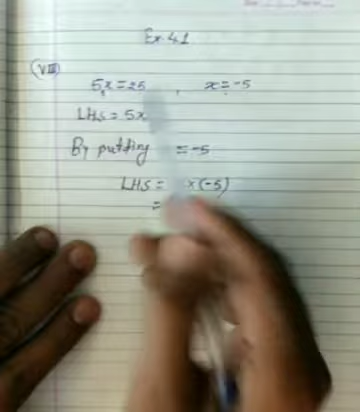 Ex. 4.1
(VIII)
5x = 25 , x = -5
LHS = 5x
By putting = -5
LHS = x (-5)
=